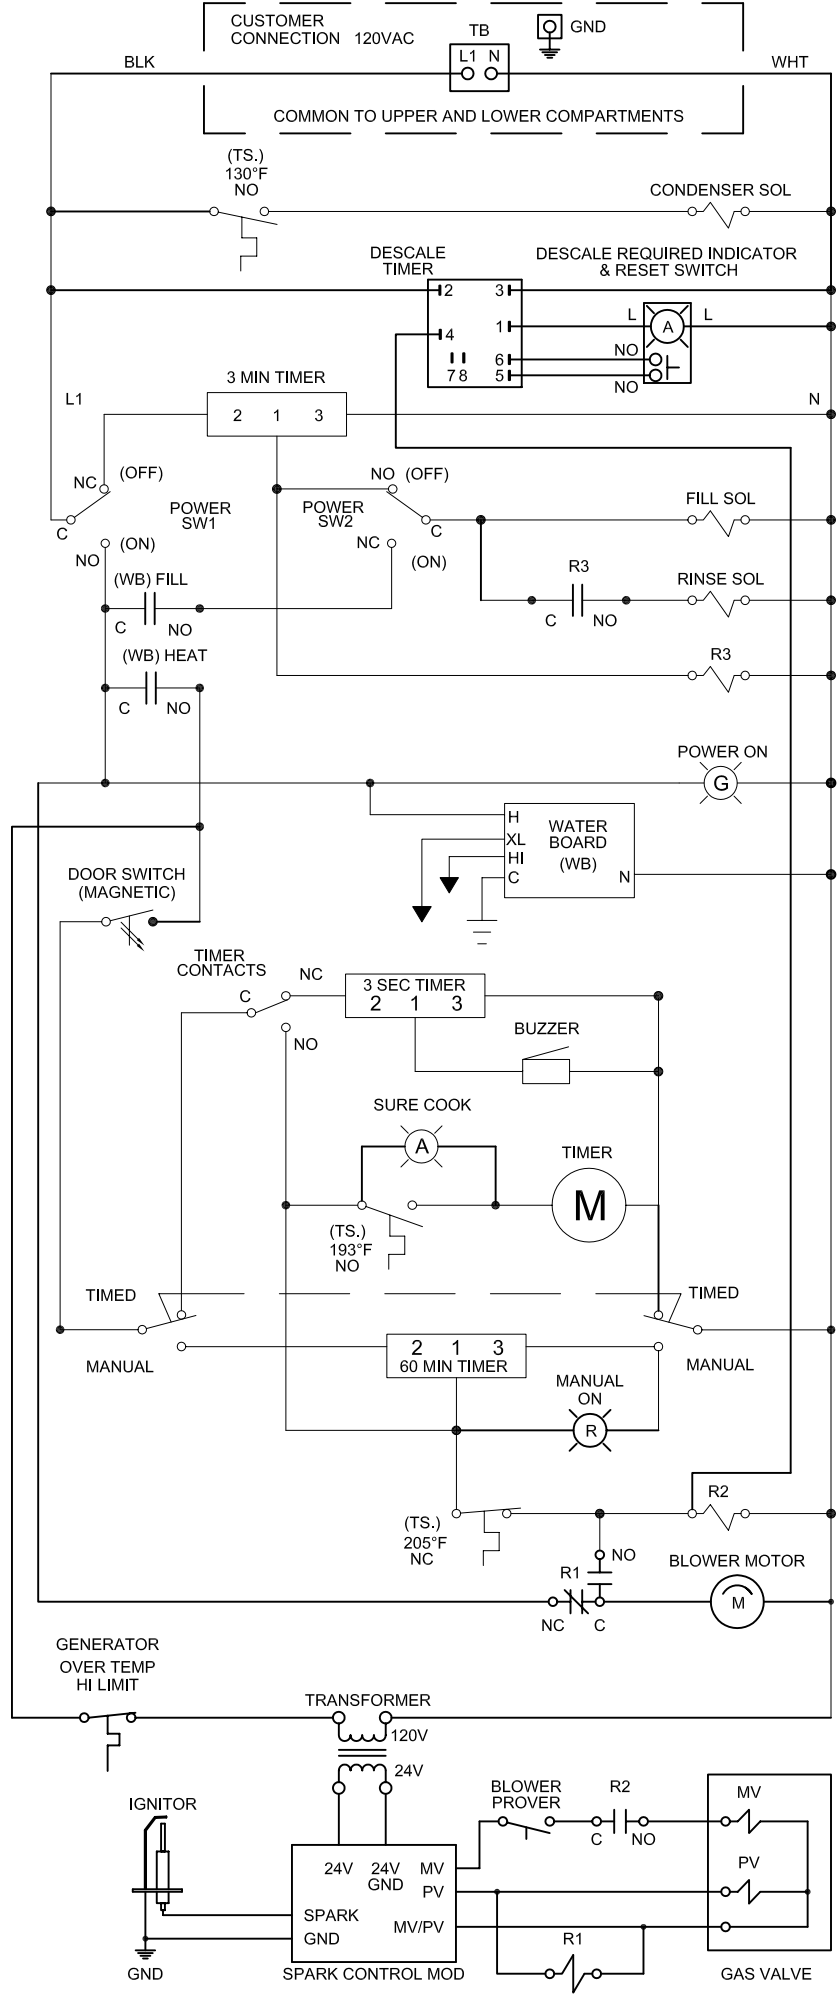 CUSTOMER
CONNECTION 120VAC
TB
GND
BLK
L1 N
WHT
COMMON TO UPPER AND LOWER COMPARTMENTS
(TS.)
130°F
NO
CONDENSER SOL
DESCALE
TIMER
DESCALE REQUIRED INDICATOR
& RESET SWITCH
2 3
4 1
6
7 8 5
L A L
NO
NO
3 MIN TIMER
L1
2 1 3
N
NC (OFF)
POWER
SW1
C
NO (ON)
NO (OFF)
POWER
SW2
C
NC
(ON)
FILL SOL
(WB) FILL
C NO
R3
C NO
RINSE SOL
(WB) HEAT
C NO
R3
POWER ON
G
H
XL
HI
C
WATER
BOARD
(WB)
N
DOOR SWITCH
(MAGNETIC)
TIMER
CONTACTS
C
NC
NO
3 SEC TIMER
2 1 3
BUZZER
SURE COOK
A
TIMER
M
(TS.)
193°F
NO
TIMED
TIMED
MANUAL
MANUAL
2 1 3
60 MIN TIMER
MANUAL
ON
R
(TS.)
205°F
NC
R2
NO
R1
NC C
BLOWER MOTOR
M
GENERATOR
OVER TEMP
HI LIMIT
TRANSFORMER
120V
24V
IGNITOR
BLOWER
PROVER
R2
C NO
MV
PV
24V 24V
GND
MV
PV
MV/PV
SPARK
GND
R1
GND
SPARK CONTROL MOD
GAS VALVE